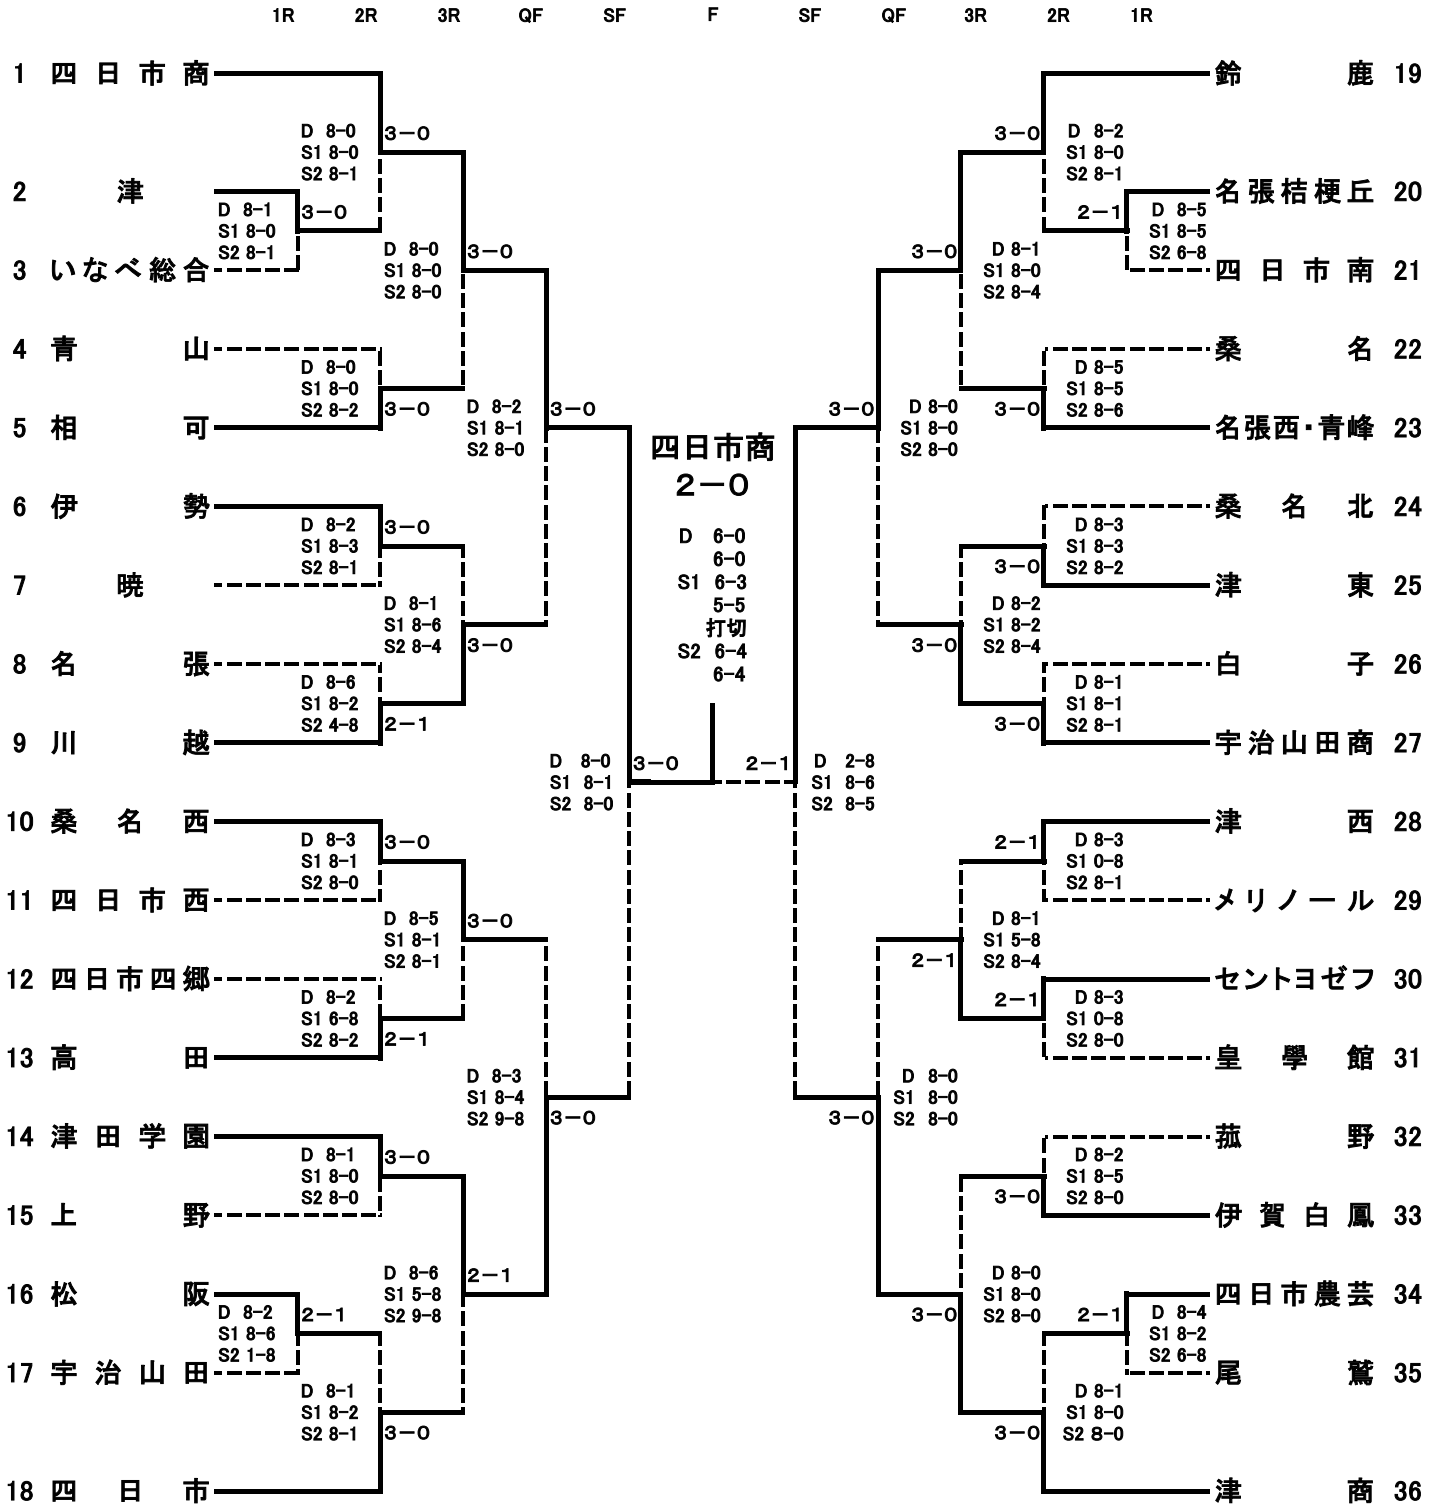 1R 2R 3R QF SF F SF QF 3R 2R 1R
1 四日市商
D 8-0 3-0
S1 8-0
S2 8-1
2 津
D 8-1 3-0
S1 8-0
S2 8-1
3 いなべ総合
D 8-0 3-0
S1 8-0
S2 8-0
4 青山
D 8-0
S1 8-0
S2 8-2 3-0
5 相可
D 8-2 3-0
S1 8-1
S2 8-0
6 伊勢
D 8-2 3-0
S1 8-3
S2 8-1
7 暁
D 8-1
S1 8-6
S2 8-4 3-0
8 名張
D 8-6
S1 8-2
S2 4-8 2-1
9 川越
D 8-0 3-0
S1 8-1
S2 8-0
10 桑名西
D 8-3 3-0
S1 8-1
S2 8-0
11 四日市西
D 8-5 3-0
S1 8-1
S2 8-1
12 四日市四郷
D 8-2
S1 6-8
S2 8-2 2-1
13 高田
D 8-3
S1 8-4
S2 9-8 3-0
14 津田学園
D 8-1 3-0
S1 8-0
S2 8-0
15 上野
D 8-6 2-1
S1 5-8
S2 9-8
16 松阪
D 8-2 2-1
S1 8-6
S2 1-8
17 宇治山田
D 8-1
S1 8-2
S2 8-1 3-0
18 四日市
四日市商
2-0
D 6-0
6-0
S1 6-3
5-5
打切
S2 6-4
6-4
鈴鹿 19
3-0 D 8-2
S1 8-0
S2 8-1
名張桔梗丘 20
2-1 D 8-5
S1 8-5
S2 6-8
四日市南 21
3-0 D 8-1
S1 8-0
S2 8-4
桑名 22
D 8-5
S1 8-5
3-0 S2 8-6
名張西・青峰 23
3-0 D 8-0
S1 8-0
S2 8-0
桑名北 24
D 8-3
S1 8-3
3-0 S2 8-2
津東 25
D 8-2
S1 8-2
3-0 S2 8-4
白子 26
D 8-1
S1 8-1
3-0 S2 8-1
宇治山田商 27
2-1 D 2-8
S1 8-6
S2 8-5
津西 28
2-1 D 8-3
S1 0-8
S2 8-1
メリノール 29
D 8-1
S1 5-8
2-1 S2 8-4
セントヨゼフ 30
2-1 D 8-3
S1 0-8
S2 8-0
皇學館 31
D 8-0
S1 8-0
3-0 S2 8-0
菰野 32
D 8-2
S1 8-5
3-0 S2 8-0
伊賀白鳳 33
D 8-0
S1 8-0
3-0 S2 8-0
四日市農芸 34
2-1 D 8-4
S1 8-2
S2 6-8
尾鷲 35
D 8-1
S1 8-0
3-0 S2 8-0
津商 36